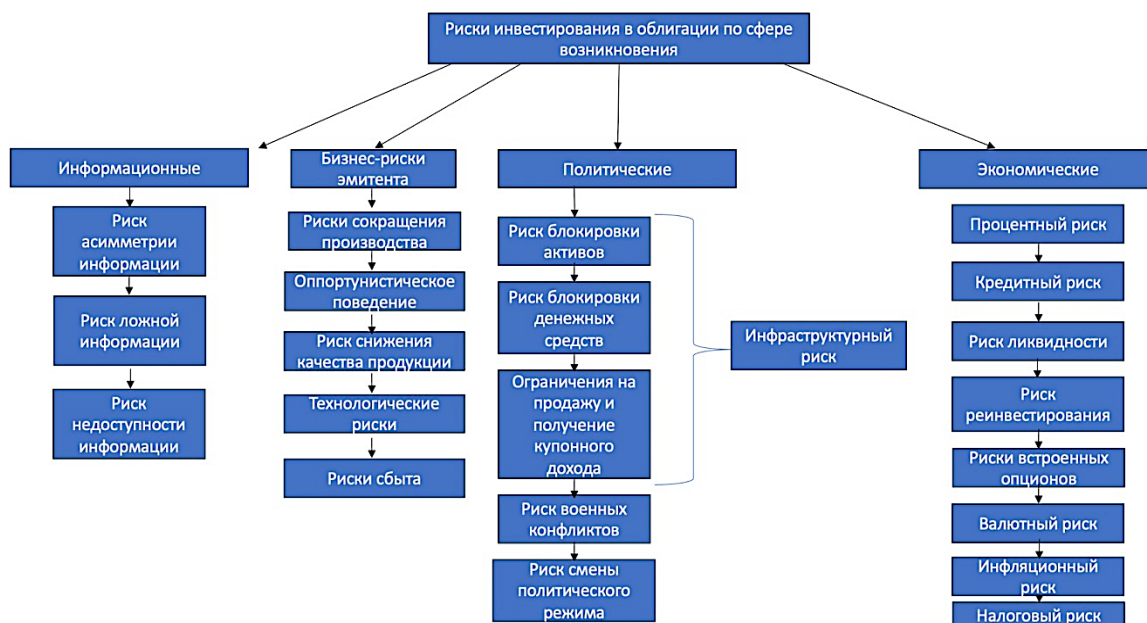 Риски инвестирования в облигации по сфере
возникновения
Информационные
Риск
асимметрии
информации
Риск ложной
информации
Риск
недоступности
информации
Бизнес-риски
эмитента
Риски сокращения
производства
Оппортунистическое
поведение
Риск снижения
качества продукции
Технологические
риски
Риски сбыта
Политические
Риск блокировки
активов
Риск блокировки
денежных
средств
Ограничения на
продажу и
получение
купонного
дохода
Риск военных
конфликтов
Риск смены
политического
режима
Инфраструктурный
риск
Экономические
Процентный риск
Кредитный риск
Риск ликвидности
Риск
реинвестирования
Риски встроенных
опционов
Валютный риск
Инфляционный
риск
Налоговый риск